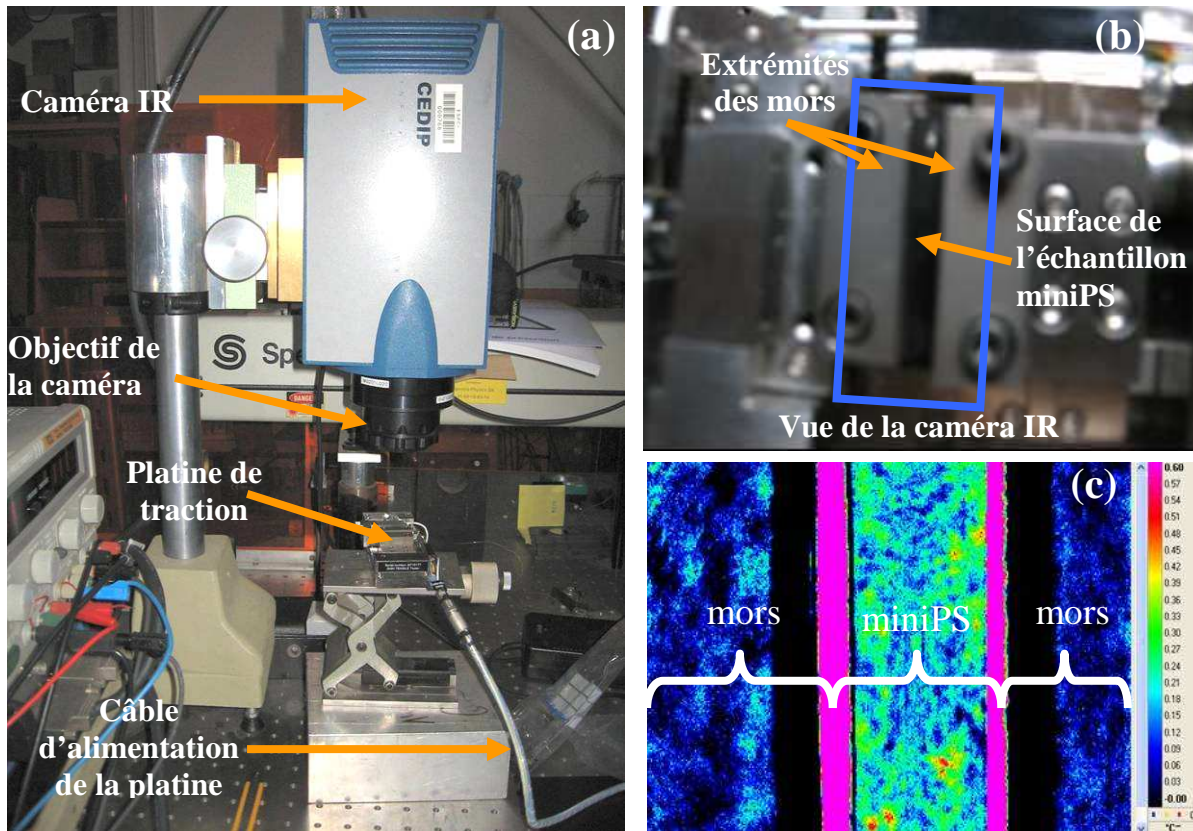 (a)
Caméra IR
CEDIP
Objectif de
la caméra
Platine de
traction
Câble
d'alimentation
de la platine
(b)
Extrémités
des mors
Surface de
l'échantillon
miniPS
Vue de la caméra IR
(c)
mors
miniPS
mors
0.60
0.57
0.54
0.51
0.48
0.45
0.42
0.39
0.36
0.33
0.30
0.27
0.24
0.21
0.18
0.15
0.12
0.09
0.06
0.03
-0.00